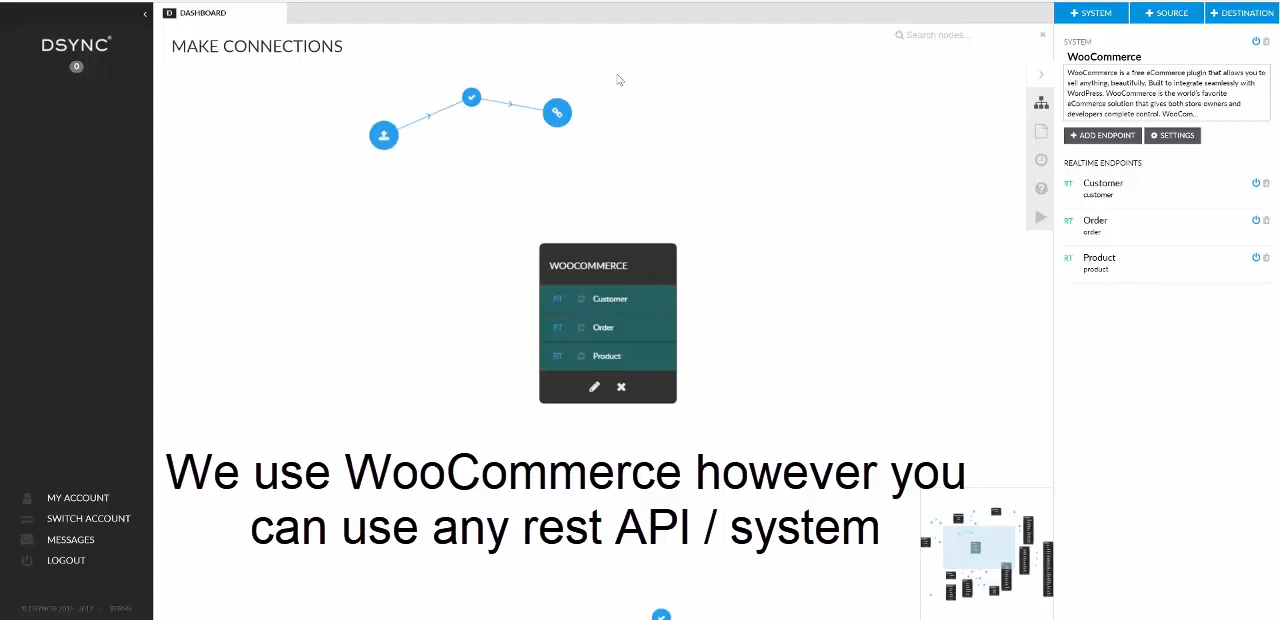 D DASHBOARD
+ SYSTEM
+ SOURCE
+ DESTINATION
DSYNC®
0
MAKE CONNECTIONS
Search nodes...
SYSTEM
WooCommerce
WooCommerce is a free eCommerce plugin that allows you to
sell anything, beautifully. Built to integrate seamlessly with
WordPress. WooCommerce is the world's favorite
eCommerce solution that gives both store owners and
developers complete control. WooCom...
+ ADD ENDPOINT
SETTINGS
REALTIME ENDPOINTS
RT Customer
customer
RT Order
order
RT Product
product
WOOCOMMERCE
RT Customer
RT Order
RT Product
We use WooCommerce however you
can use any rest API / system
MY ACCOUNT
SWITCH ACCOUNT
MESSAGES
LOGOUT
TERMS